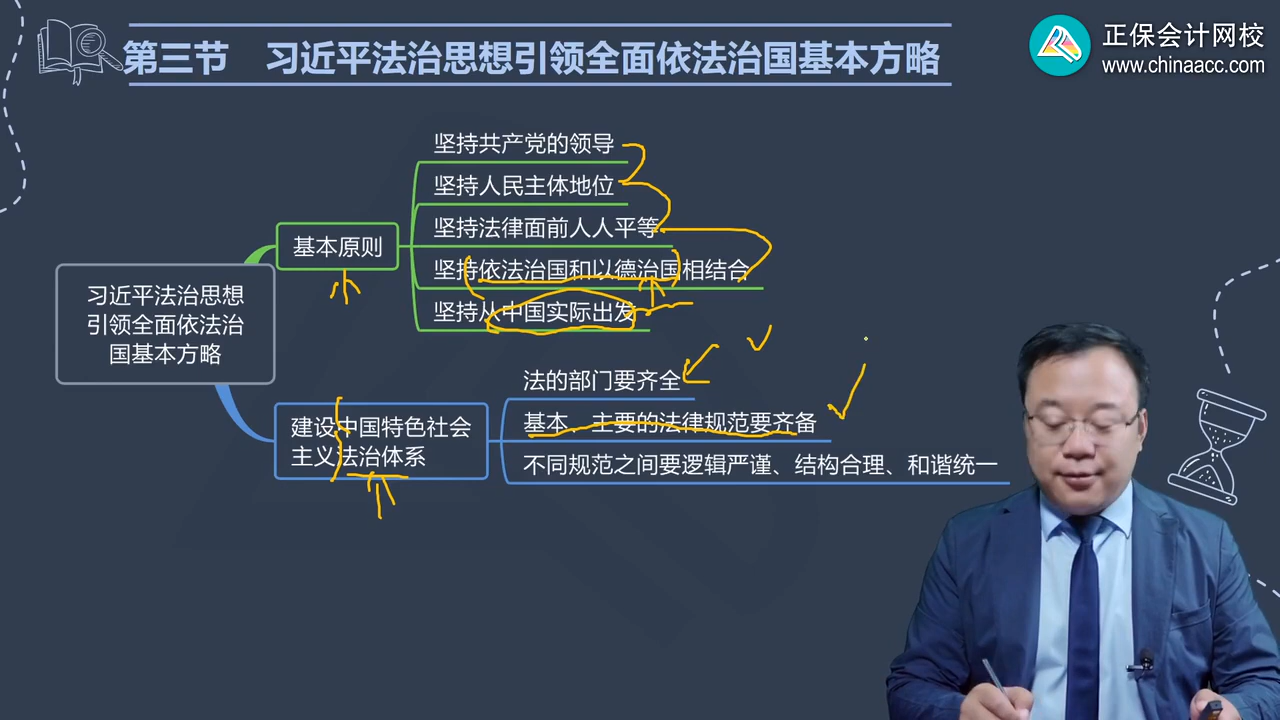 第三节 习近平法治思想引领全面依法治国基本方略
正保会计网校
www.chinaacc.com
坚持共产党的领导
坚持人民主体地位
坚持法律面前人人平等
坚持依法治国和以德治国相结合
坚持从中国实际出发
基本原则
习近平法治思想
引领全面依法治
国基本方略
建设中国特色社会
主义法治体系
法的部门要齐全
基本、主要的法律规范要齐备
不同规范之间要逻辑严谨、结构合理、和谐统一